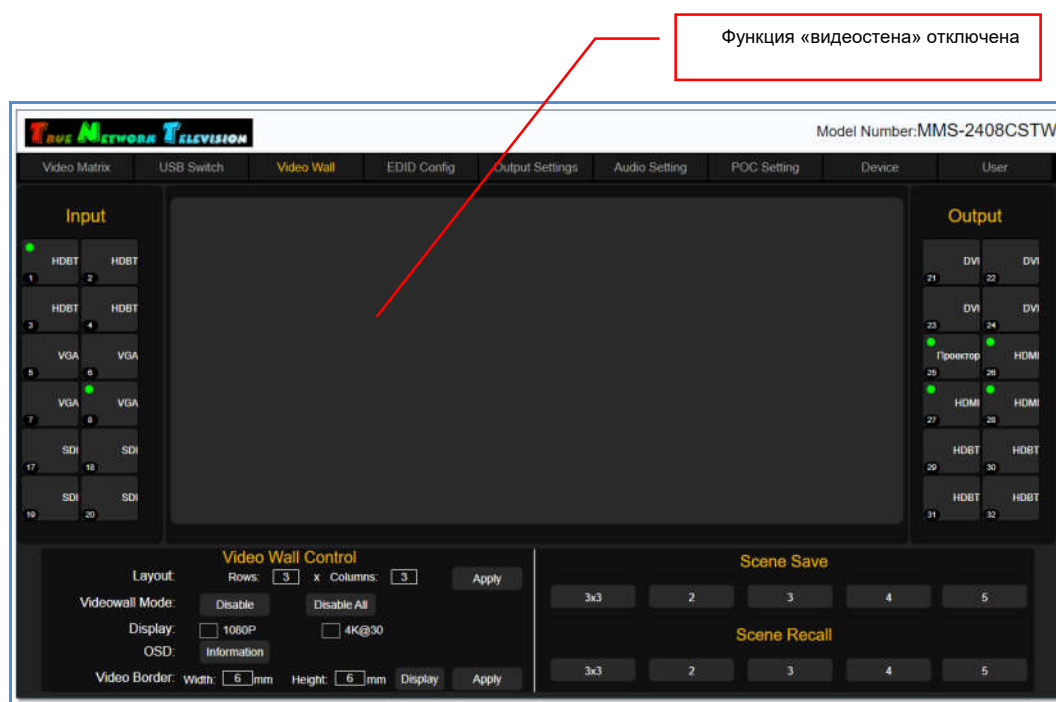 Функция «видеостена» отключена
TRUE NETWORK TELEVISION
Model Number:MMS-2408CSTW
Video Matrix USB Switch Video Wall EDID Config Output Settings Audio Setting POC Setting Device User
Input
HDBT HDBT
1 2
HDBT HDBT
3 4
VGA VGA
5 6
VGA VGA
7 8
SDI SDI
17 18
SDI SDI
19 20
Output
DVI DVI
21 22
DVI DVI
23 24
Проектор HDMI
25 26
HDMI HDMI
27 28
HDBT HDBT
29 30
HDBT HDBT
31 32
Video Wall Control
Layout: Rows: 3 x Columns: 3 Apply
Videowall Mode: Disable Disable All
Display: 1080P 4K@30
OSD: Information
Video Border: Width: 6 mm Height: 6 mm Display Apply
Scene Save
3x3 2 3 4 5
Scene Recall
3x3 2 3 4 5